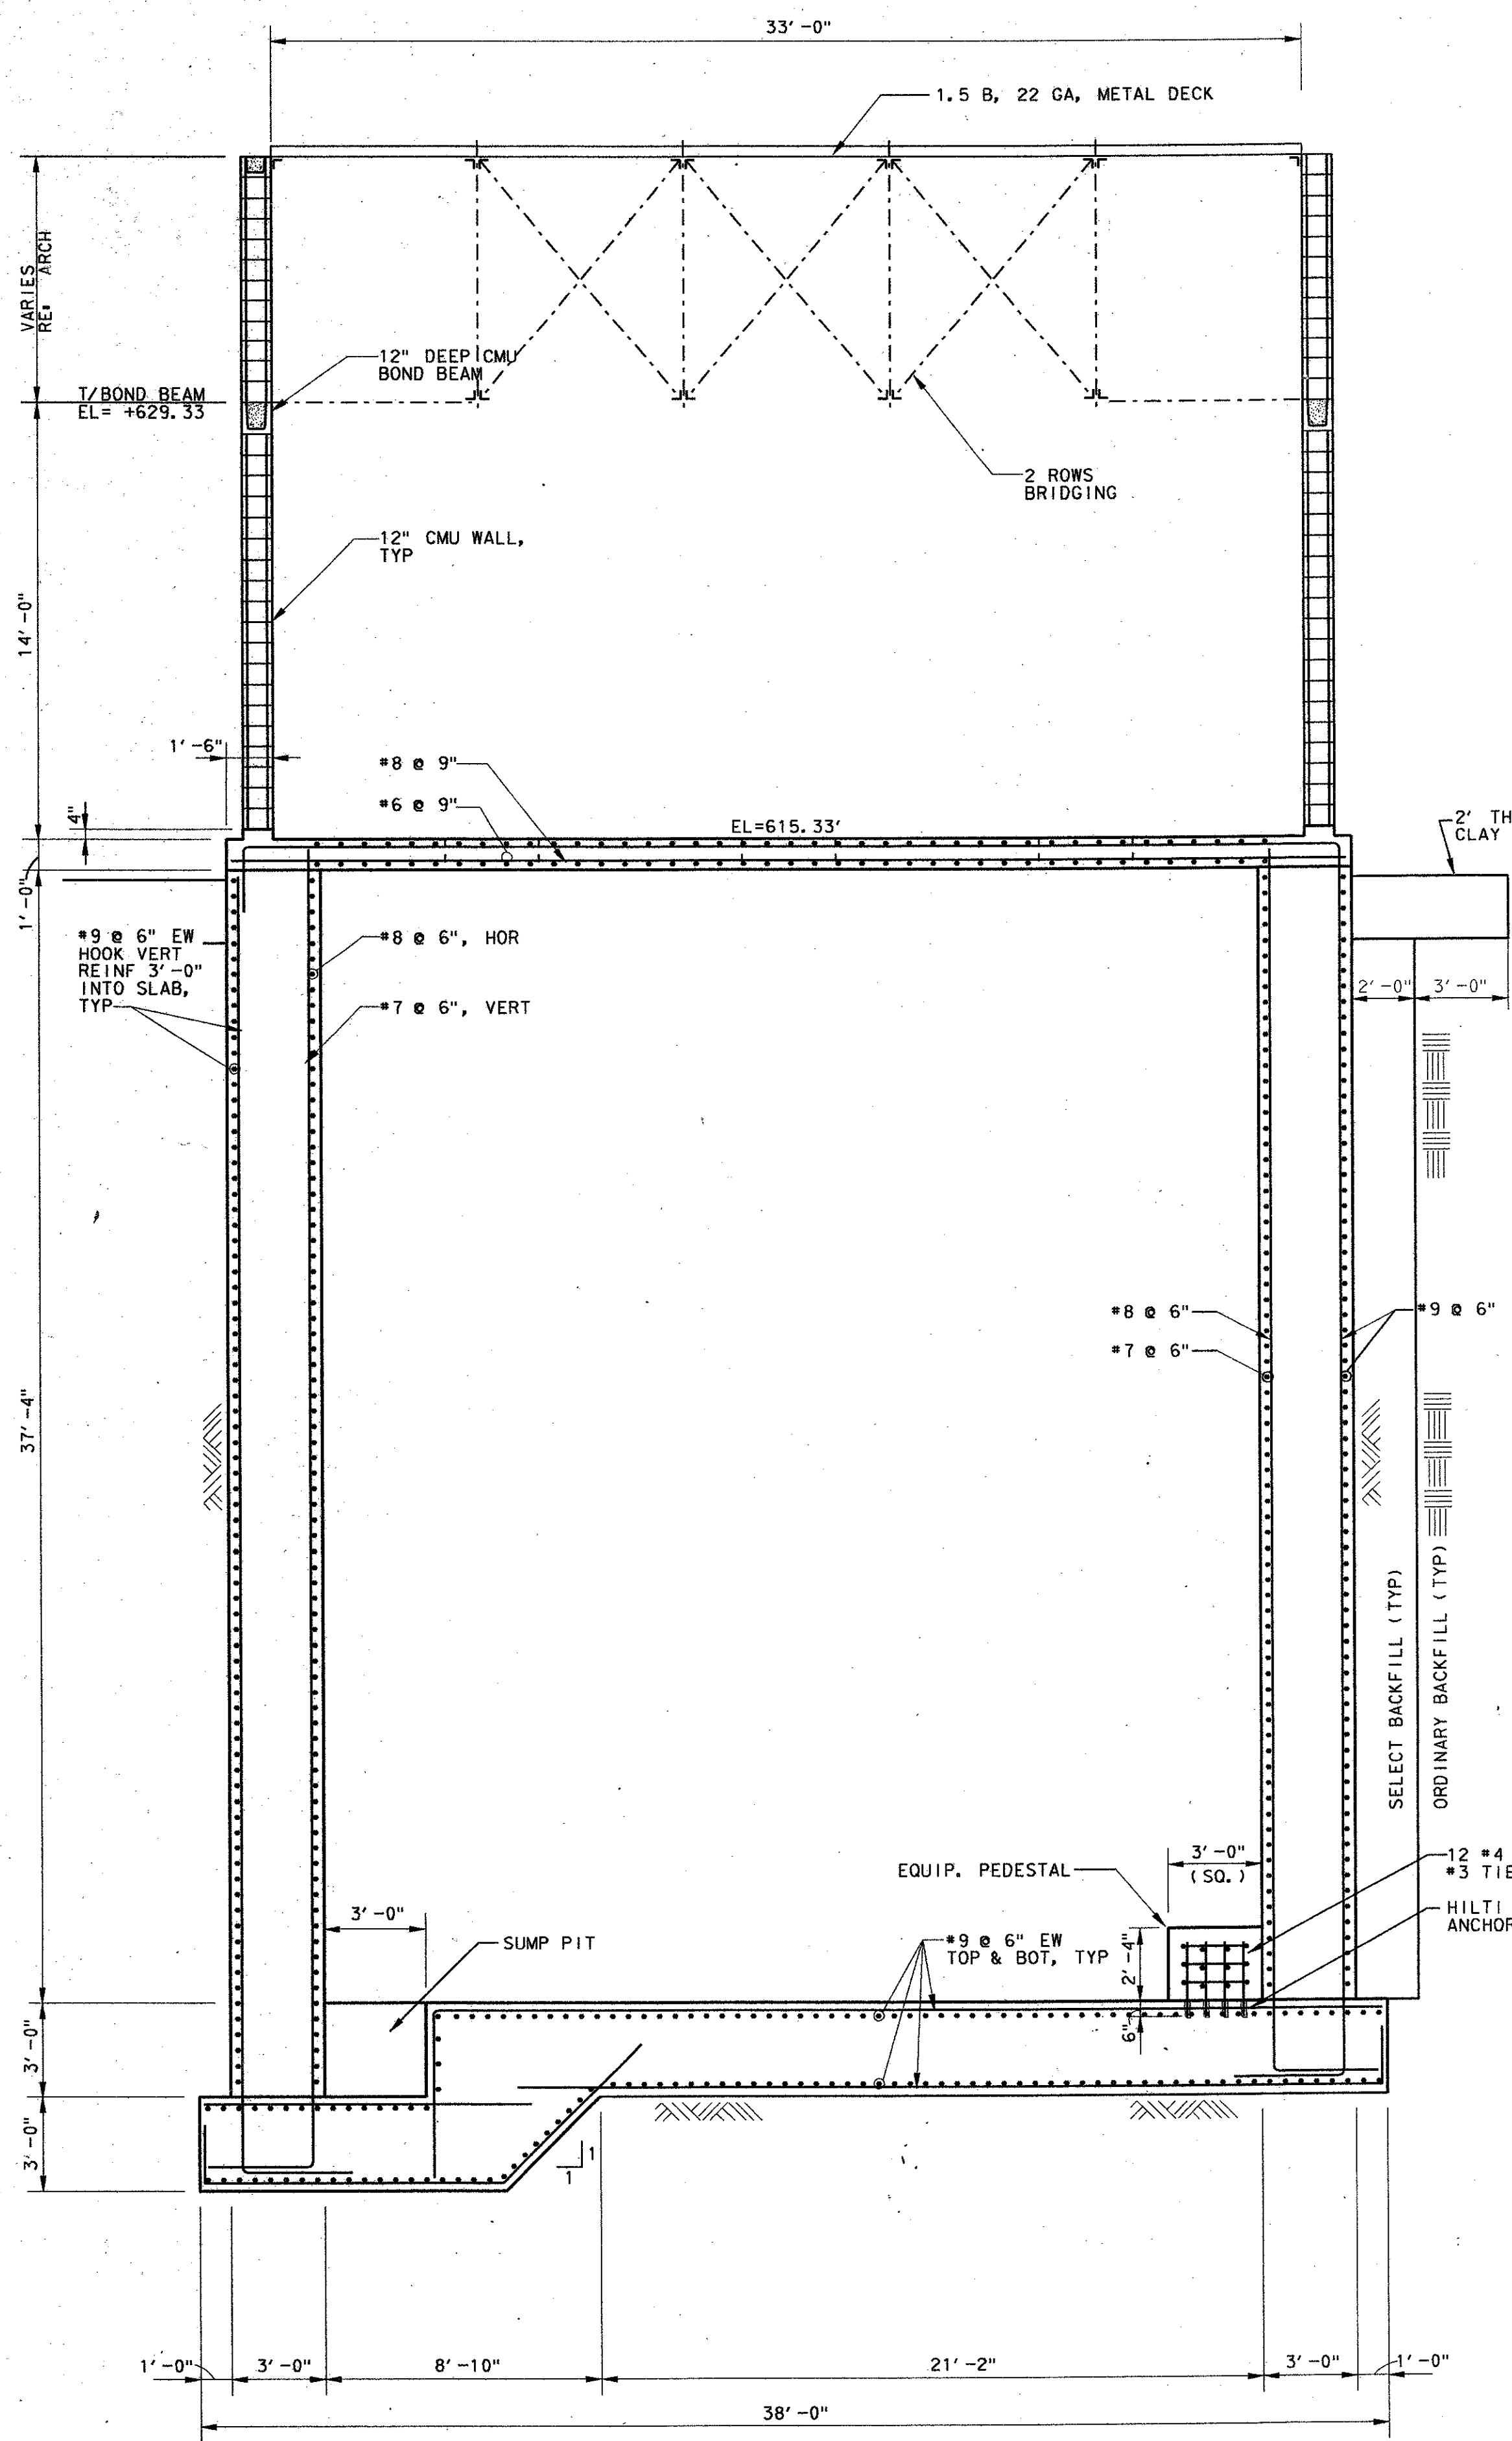 33'-0"
1.5 B, 22 GA, METAL DECK
VARIES
RE: ARCH
12" DEEP CMU
BOND BEAM
T/BOND BEAM
EL= +629.33
2 ROWS
BRIDGING
12" CMU WALL,
TYP
14'-0"
1'-6"
#8 @ 9"
#6 @ 9"
4"
EL=615.33'
2' TH
CLAY
1'-0"
#9 @ 6" EW
HOOK VERT
REINF 3'-0"
INTO SLAB,
TYP
#8 @ 6", HOR
#7 @ 6", VERT
2'-0"
3'-0"
#8 @ 6"
#7 @ 6"
#9 @ 6"
37'-4"
SELECT BACKFILL (TYP)
ORDINARY BACKFILL (TYP)
EQUIP. PEDESTAL
3'-0"
(SQ.)
12 #4
#3 TIE
HILTI
ANCHOR
3'-0"
SUMP PIT
#9 @ 6" EW
TOP & BOT, TYP
2'-4"
6"
3'-0"
3'-0"
1
1
1'-0"
3'-0"
8'-10"
21'-2"
3'-0"
1'-0"
38'-0"